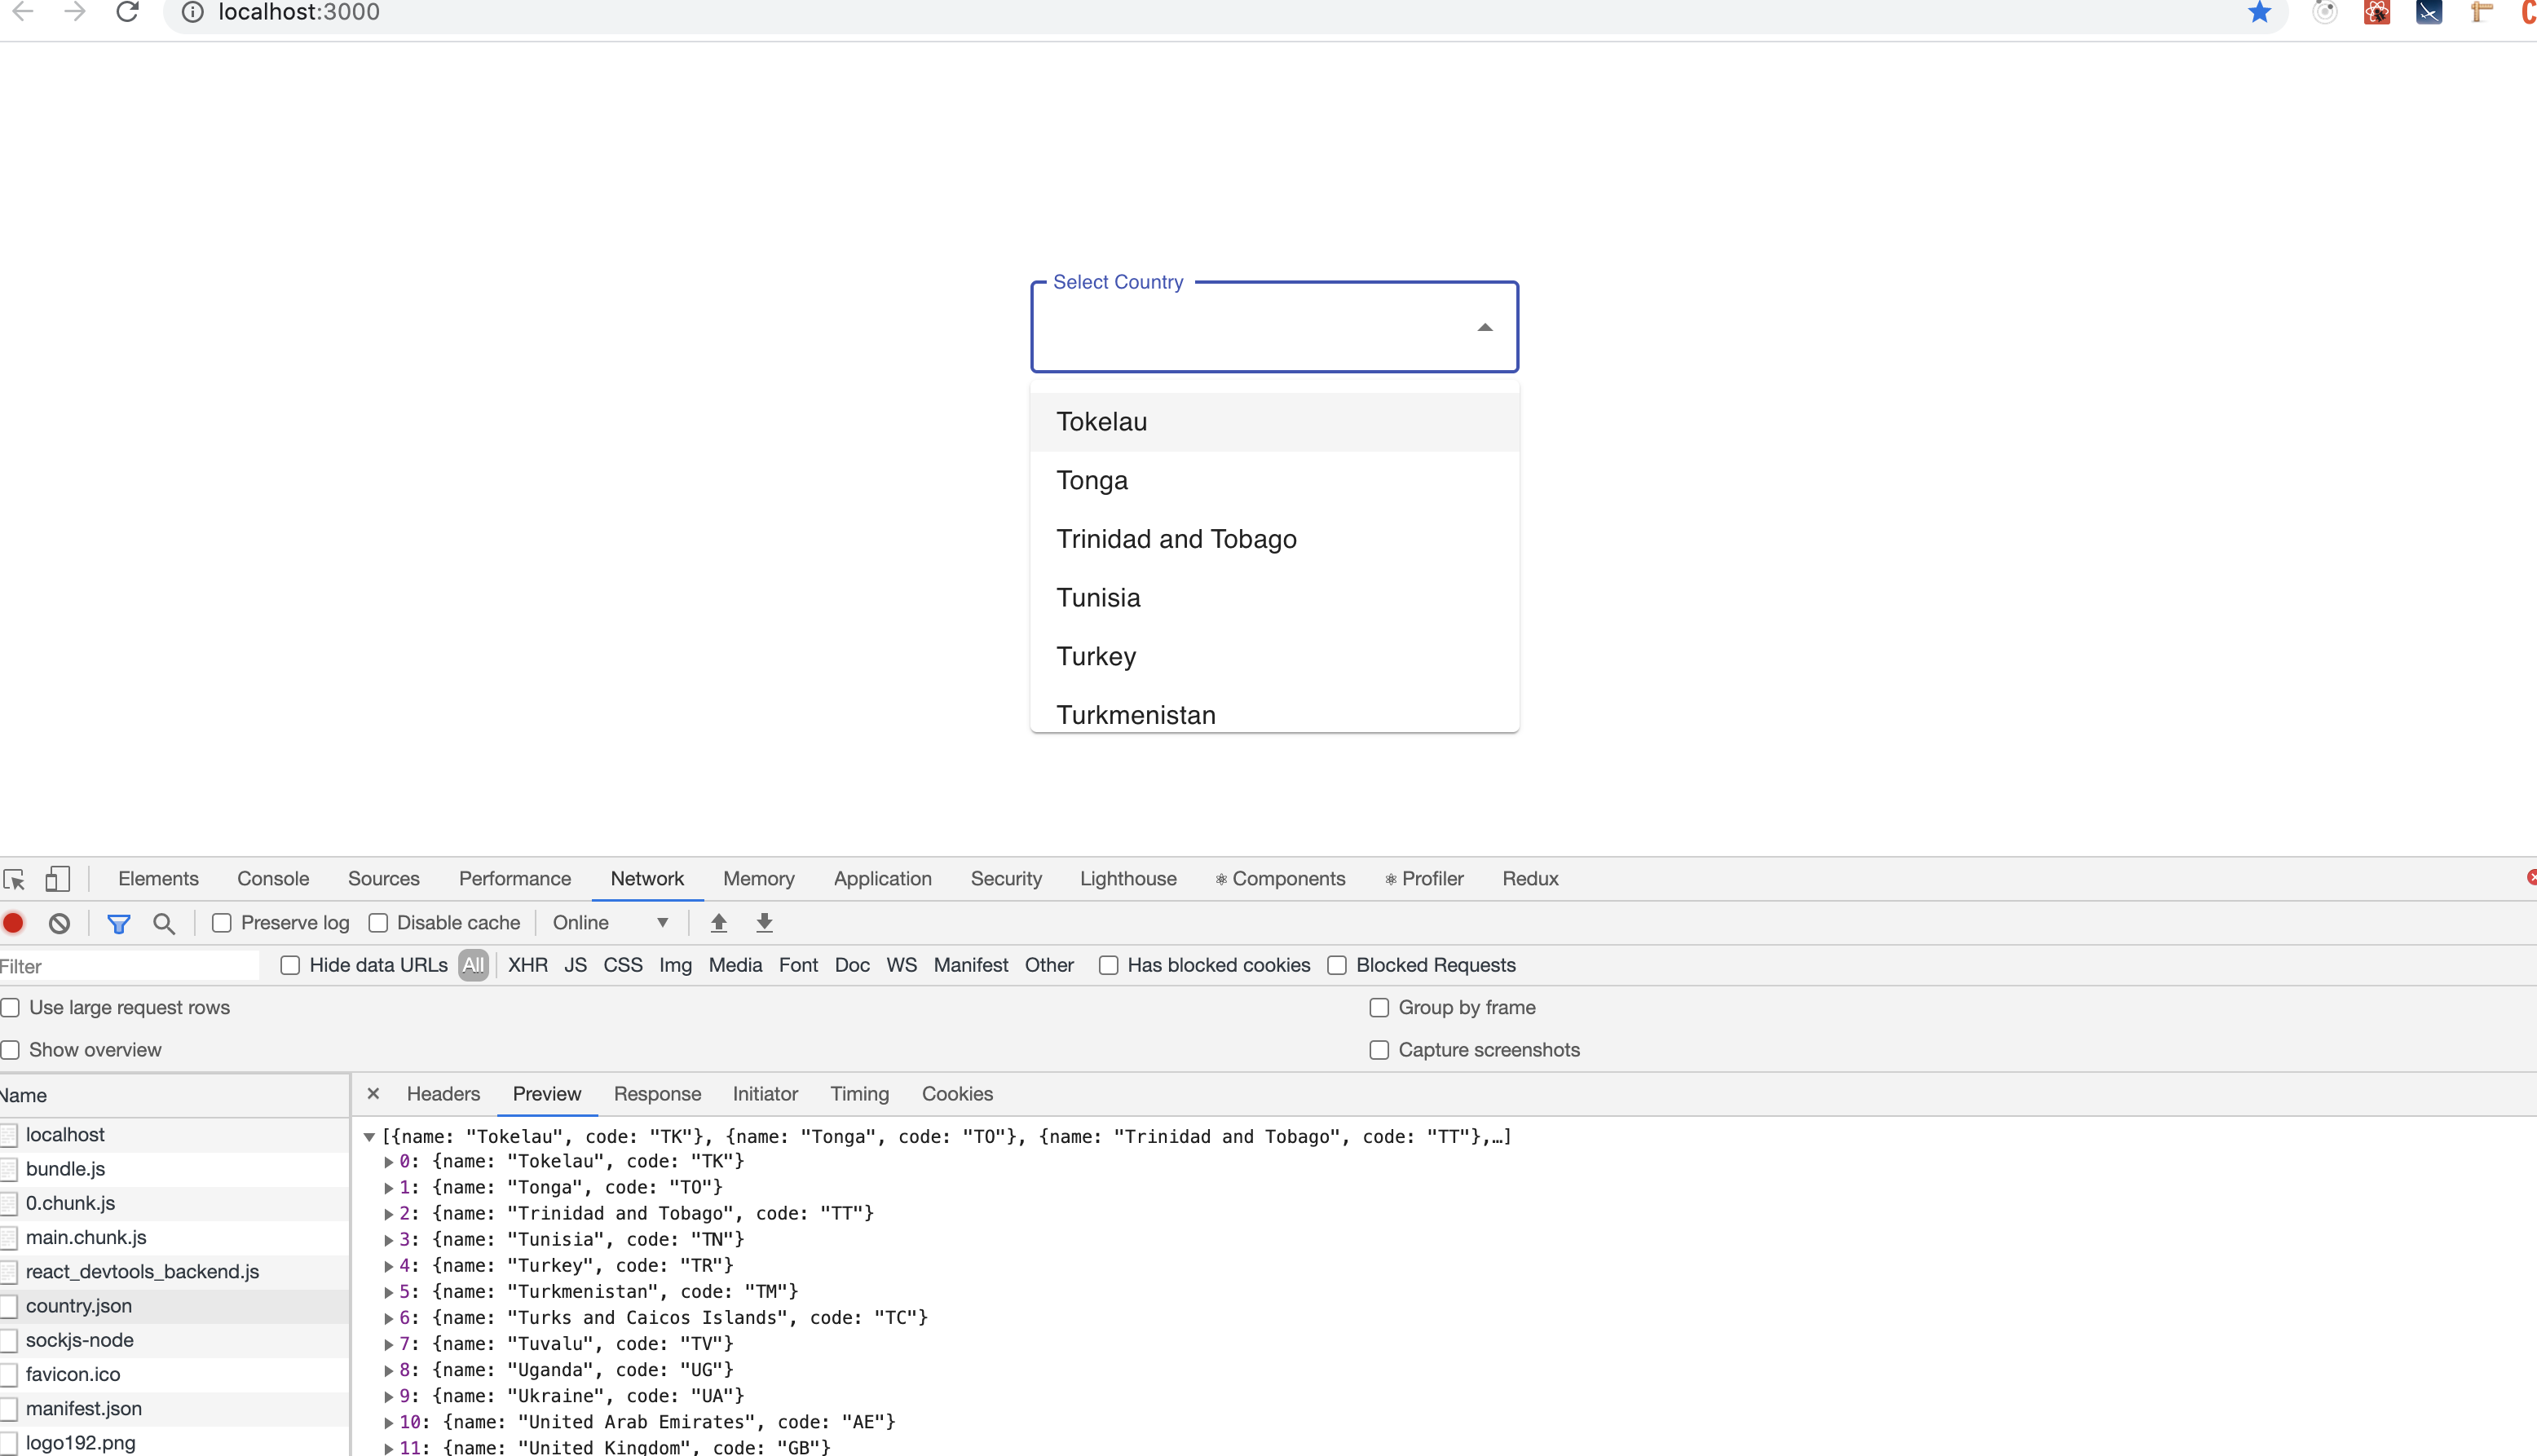 localhost:3000
Select Country
Tokelau
Tonga
Trinidad and Tobago
Tunisia
Turkey
Turkmenistan
Elements Console Sources Performance Network Memory Application Security Lighthouse Components Profiler Redux
Preserve log Disable cache Online
Filter Hide data URLs All XHR JS CSS Img Media Font Doc WS Manifest Other Has blocked cookies Blocked Requests
Use large request rows Group by frame
Show overview Capture screenshots
Name Headers Preview Response Initiator Timing Cookies
localhost
bundle.js
0.chunk.js
main.chunk.js
react_devtools_backend.js
country.json
sockjs-node
favicon.ico
manifest.json
logo192.png
[{name: "Tokelau", code: "TK"}, {name: "Tonga", code: "TO"}, {name: "Trinidad and Tobago", code: "TT"},…]
0: {name: "Tokelau", code: "TK"}
1: {name: "Tonga", code: "TO"}
2: {name: "Trinidad and Tobago", code: "TT"}
3: {name: "Tunisia", code: "TN"}
4: {name: "Turkey", code: "TR"}
5: {name: "Turkmenistan", code: "TM"}
6: {name: "Turks and Caicos Islands", code: "TC"}
7: {name: "Tuvalu", code: "TV"}
8: {name: "Uganda", code: "UG"}
9: {name: "Ukraine", code: "UA"}
10: {name: "United Arab Emirates", code: "AE"}
11: {name: "United Kingdom", code: "GB"}